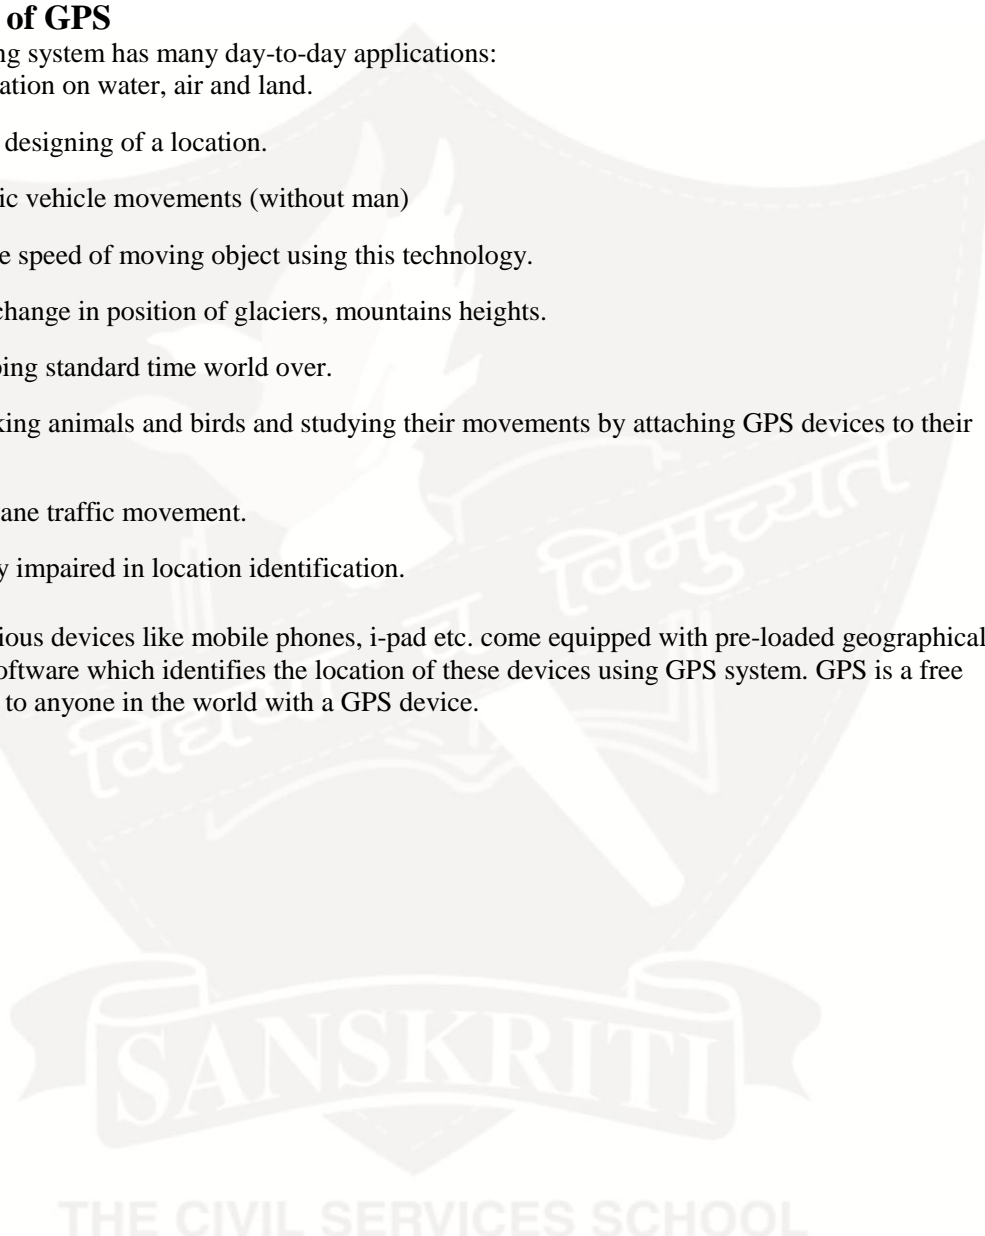 of GPS
ng system has many day-to-day applications:
ation on water, air and land.
designing of a location.
ic vehicle movements (without man)
e speed of moving object using this technology.
change in position of glaciers, mountains heights.
ping standard time world over.
king animals and birds and studying their movements by attaching GPS devices to their
ane traffic movement.
y impaired in location identification.
ious devices like mobile phones, i-pad etc. come equipped with pre-loaded geographical
oftware which identifies the location of these devices using GPS system. GPS is a free
to anyone in the world with a GPS device.
विद्यया च विमुच्यते
SANSKRITI
THE CIVIL SERVICES SCHOOL